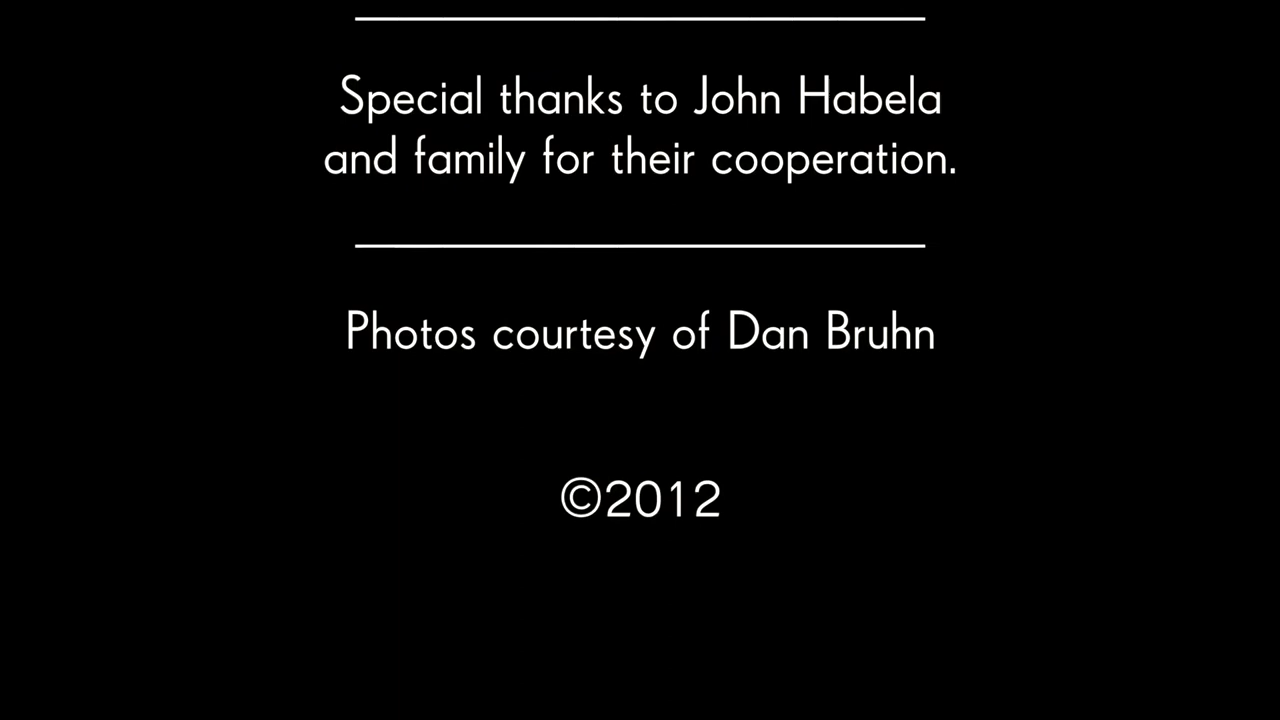 Special thanks to John Habela
and family for their cooperation.
Photos courtesy of Dan Bruhn
©2012